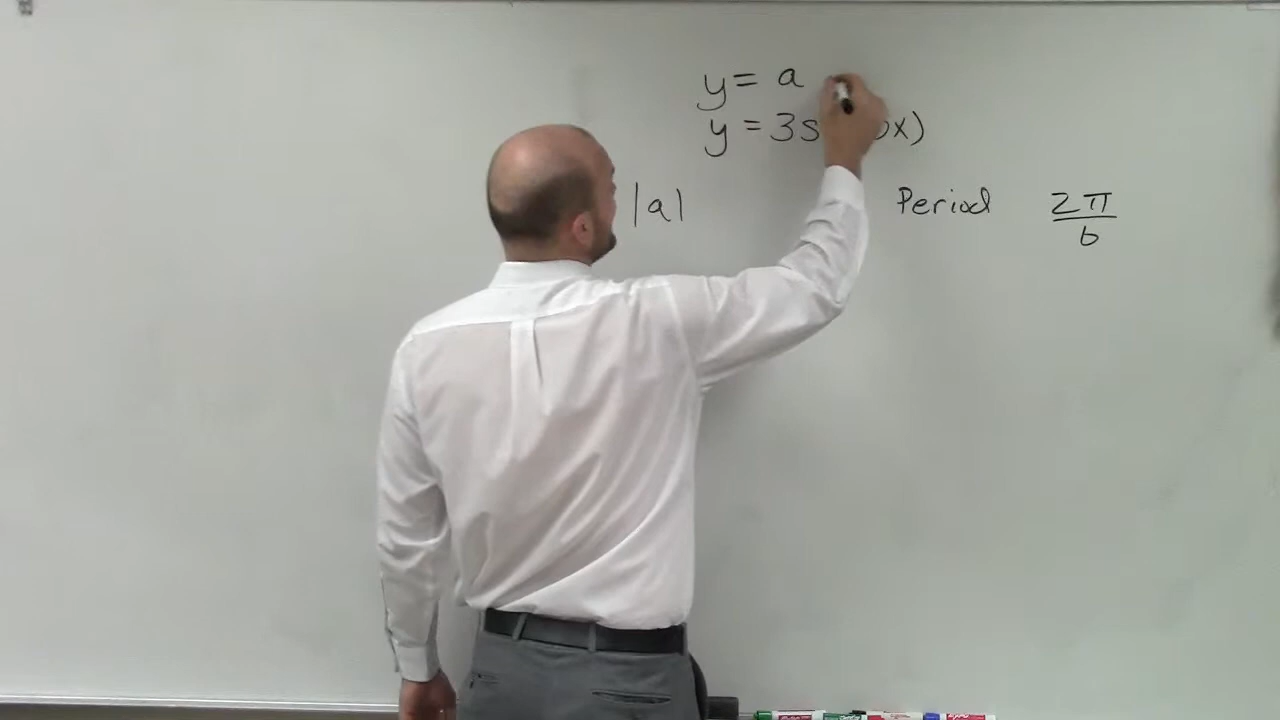 y = a
y = 3s x)
|a| Period 2π/b